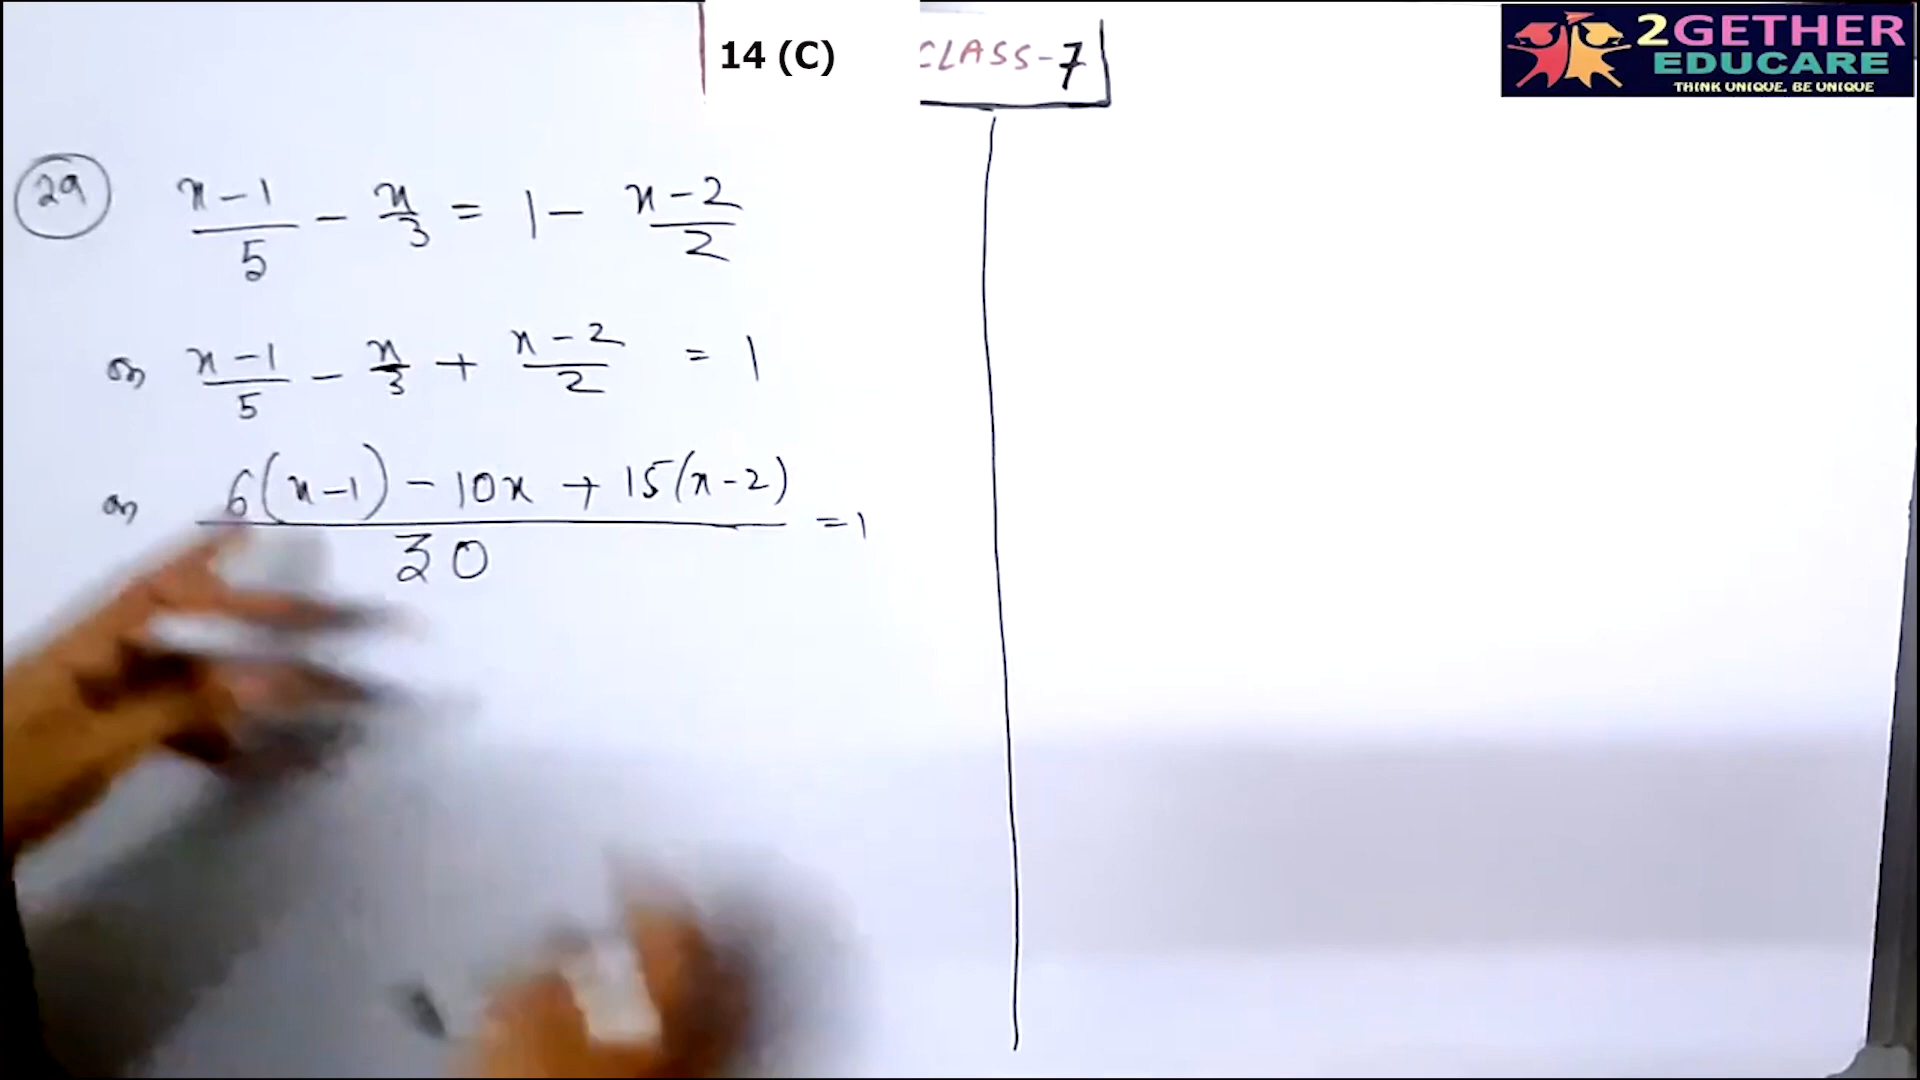 14 (C)
CLASS-7
2GETHER
EDUCARE
THINK UNIQUE. BE UNIQUE
29
x-1/5 - x/3 = 1 - x-2/2
or x-1/5 - x/3 + x-2/2 = 1
or 6(x-1) - 10x + 15(x-2)/30 = 1